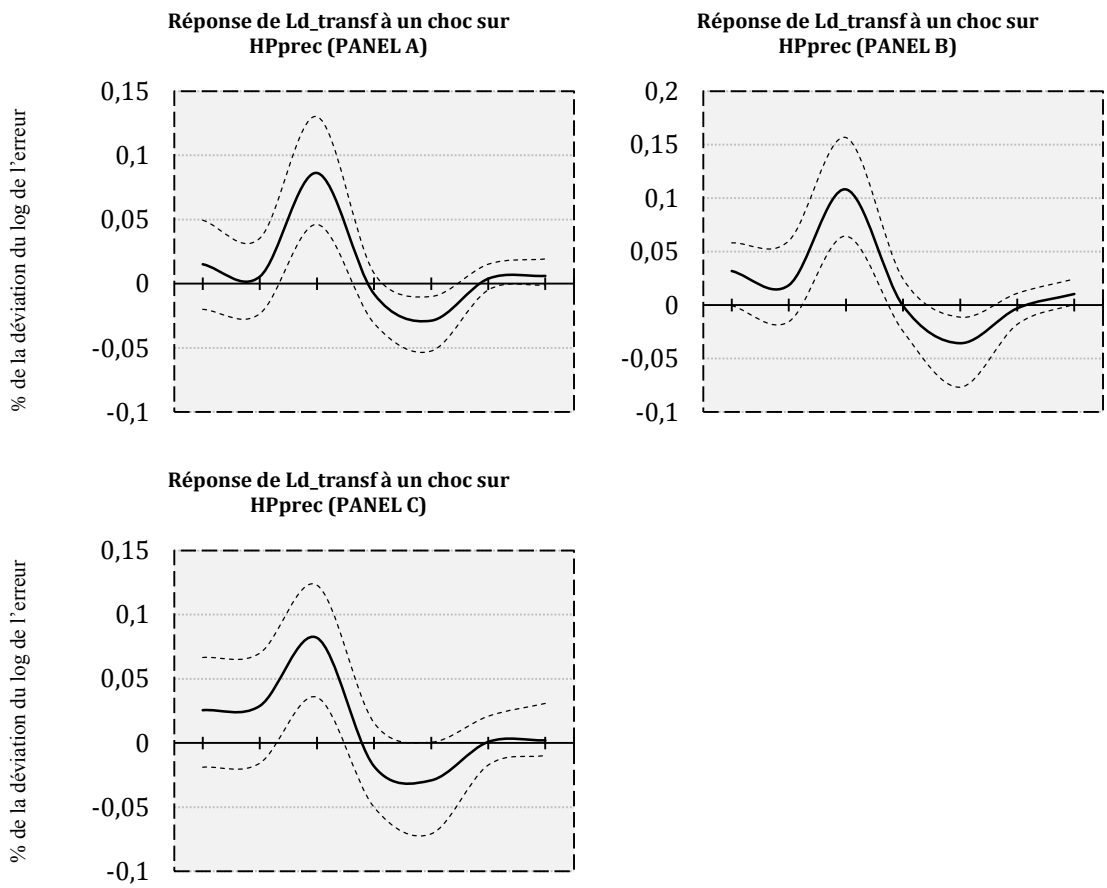 Réponse de Ld_transf à un choc sur
HPprec (PANEL A)
% de la déviation du log de l'erreur
0,15
0,1
0,05
0
-0,05
-0,1
Réponse de Ld_transf à un choc sur
HPprec (PANEL B)
0,2
0,15
0,1
0,05
0
-0,05
-0,1
Réponse de Ld_transf à un choc sur
HPprec (PANEL C)
% de la déviation du log de l'erreur
0,15
0,1
0,05
0
-0,05
-0,1